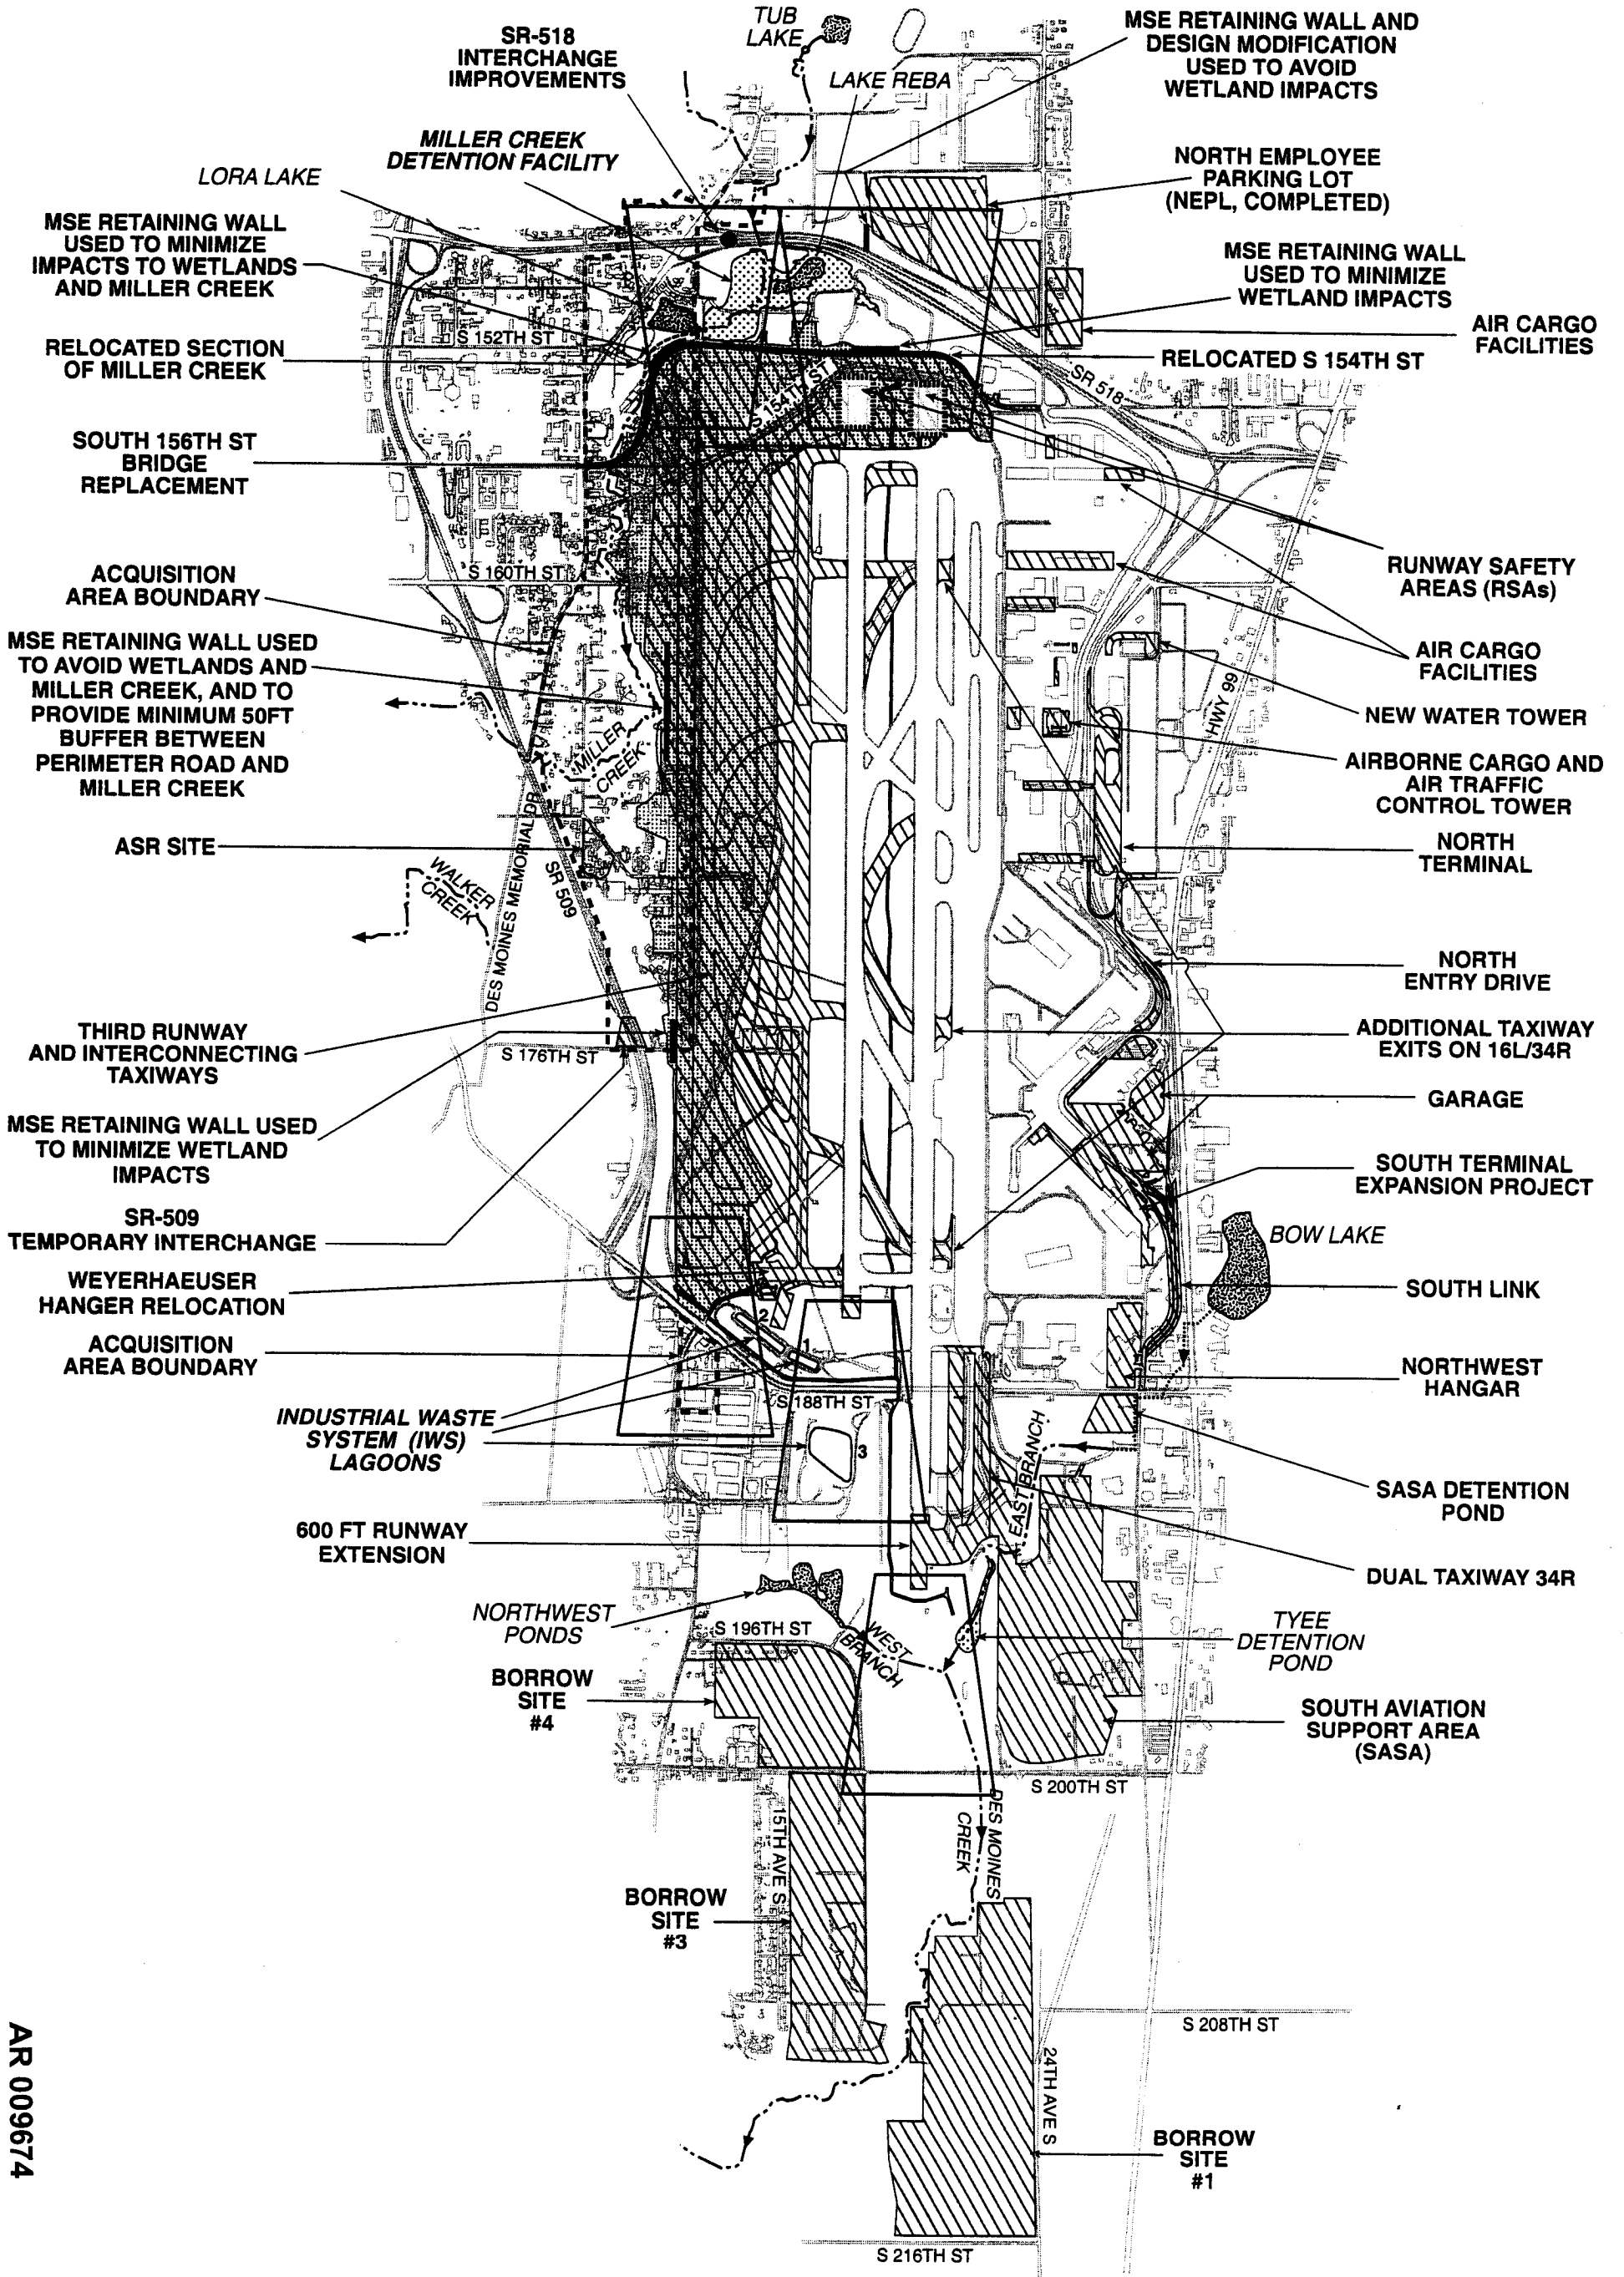 TUB
LAKE
MSE RETAINING WALL AND
DESIGN MODIFICATION
USED TO AVOID
WETLAND IMPACTS
SR-518
INTERCHANGE
IMPROVEMENTS
LAKE REBA
MILLER CREEK
DETENTION FACILITY
NORTH EMPLOYEE
PARKING LOT
(NEPL, COMPLETED)
LORA LAKE
MSE RETAINING WALL
USED TO MINIMIZE
IMPACTS TO WETLANDS
AND MILLER CREEK
MSE RETAINING WALL
USED TO MINIMIZE
WETLAND IMPACTS
AIR CARGO
FACILITIES
S 152TH ST
RELOCATED SECTION
OF MILLER CREEK
RELOCATED S 154TH ST
SR 518
S 154TH ST
SOUTH 156TH ST
BRIDGE
REPLACEMENT
RUNWAY SAFETY
AREAS (RSAs)
S 160TH ST
ACQUISITION
AREA BOUNDARY
AIR CARGO
FACILITIES
MSE RETAINING WALL USED
TO AVOID WETLANDS AND
MILLER CREEK, AND TO
PROVIDE MINIMUM 50FT
BUFFER BETWEEN
PERIMETER ROAD AND
MILLER CREEK
HWY 99
NEW WATER TOWER
MILLER
CREEK
AIRBORNE CARGO AND
AIR TRAFFIC
CONTROL TOWER
ASR SITE
DES MOINES MEMORIAL DR
NORTH
TERMINAL
WALKER
CREEK
SR 509
NORTH
ENTRY DRIVE
THIRD RUNWAY
AND INTERCONNECTING
TAXIWAYS
S 176TH ST
ADDITIONAL TAXIWAY
EXITS ON 16L/34R
GARAGE
MSE RETAINING WALL USED
TO MINIMIZE WETLAND
IMPACTS
SOUTH TERMINAL
EXPANSION PROJECT
SR-509
TEMPORARY INTERCHANGE
BOW LAKE
WEYERHAEUSER
HANGER RELOCATION
SOUTH LINK
2
1
ACQUISITION
AREA BOUNDARY
NORTHWEST
HANGAR
S 188TH ST
INDUSTRIAL WASTE
SYSTEM (IWS)
LAGOONS
3
EAST BRANCH
SASA DETENTION
POND
600 FT RUNWAY
EXTENSION
DUAL TAXIWAY 34R
NORTHWEST
PONDS
S 196TH ST
WEST
BRANCH
TYEE
DETENTION
POND
BORROW
SITE
#4
SOUTH AVIATION
SUPPORT AREA
(SASA)
S 200TH ST
15TH AVE S
DES MOINES
CREEK
BORROW
SITE
#3
S 208TH ST
24TH AVE S
BORROW
SITE
#1
S 216TH ST
AR 009674